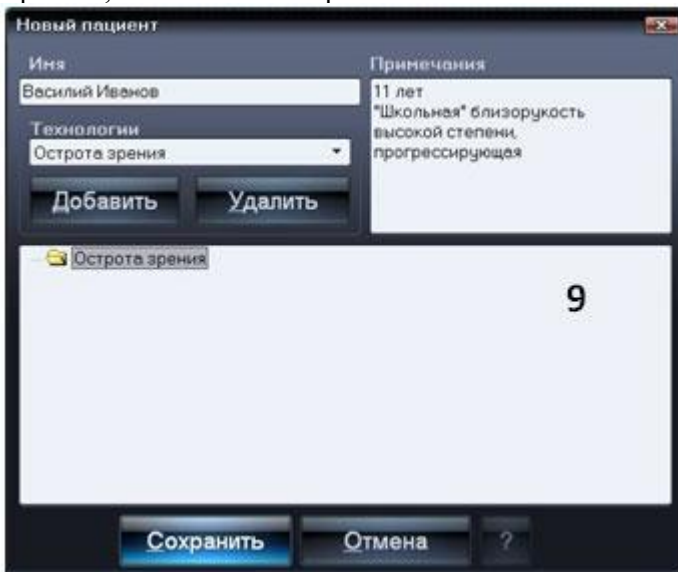 Новый пациент
Имя
Василий Иванов
Технологии
Острота зрения
Добавить
Удалить
Примечания
11 лет
"Школьная" близорукость
высокой степени,
прогрессирующая
Острота зрения
9
Сохранить
Отмена
?